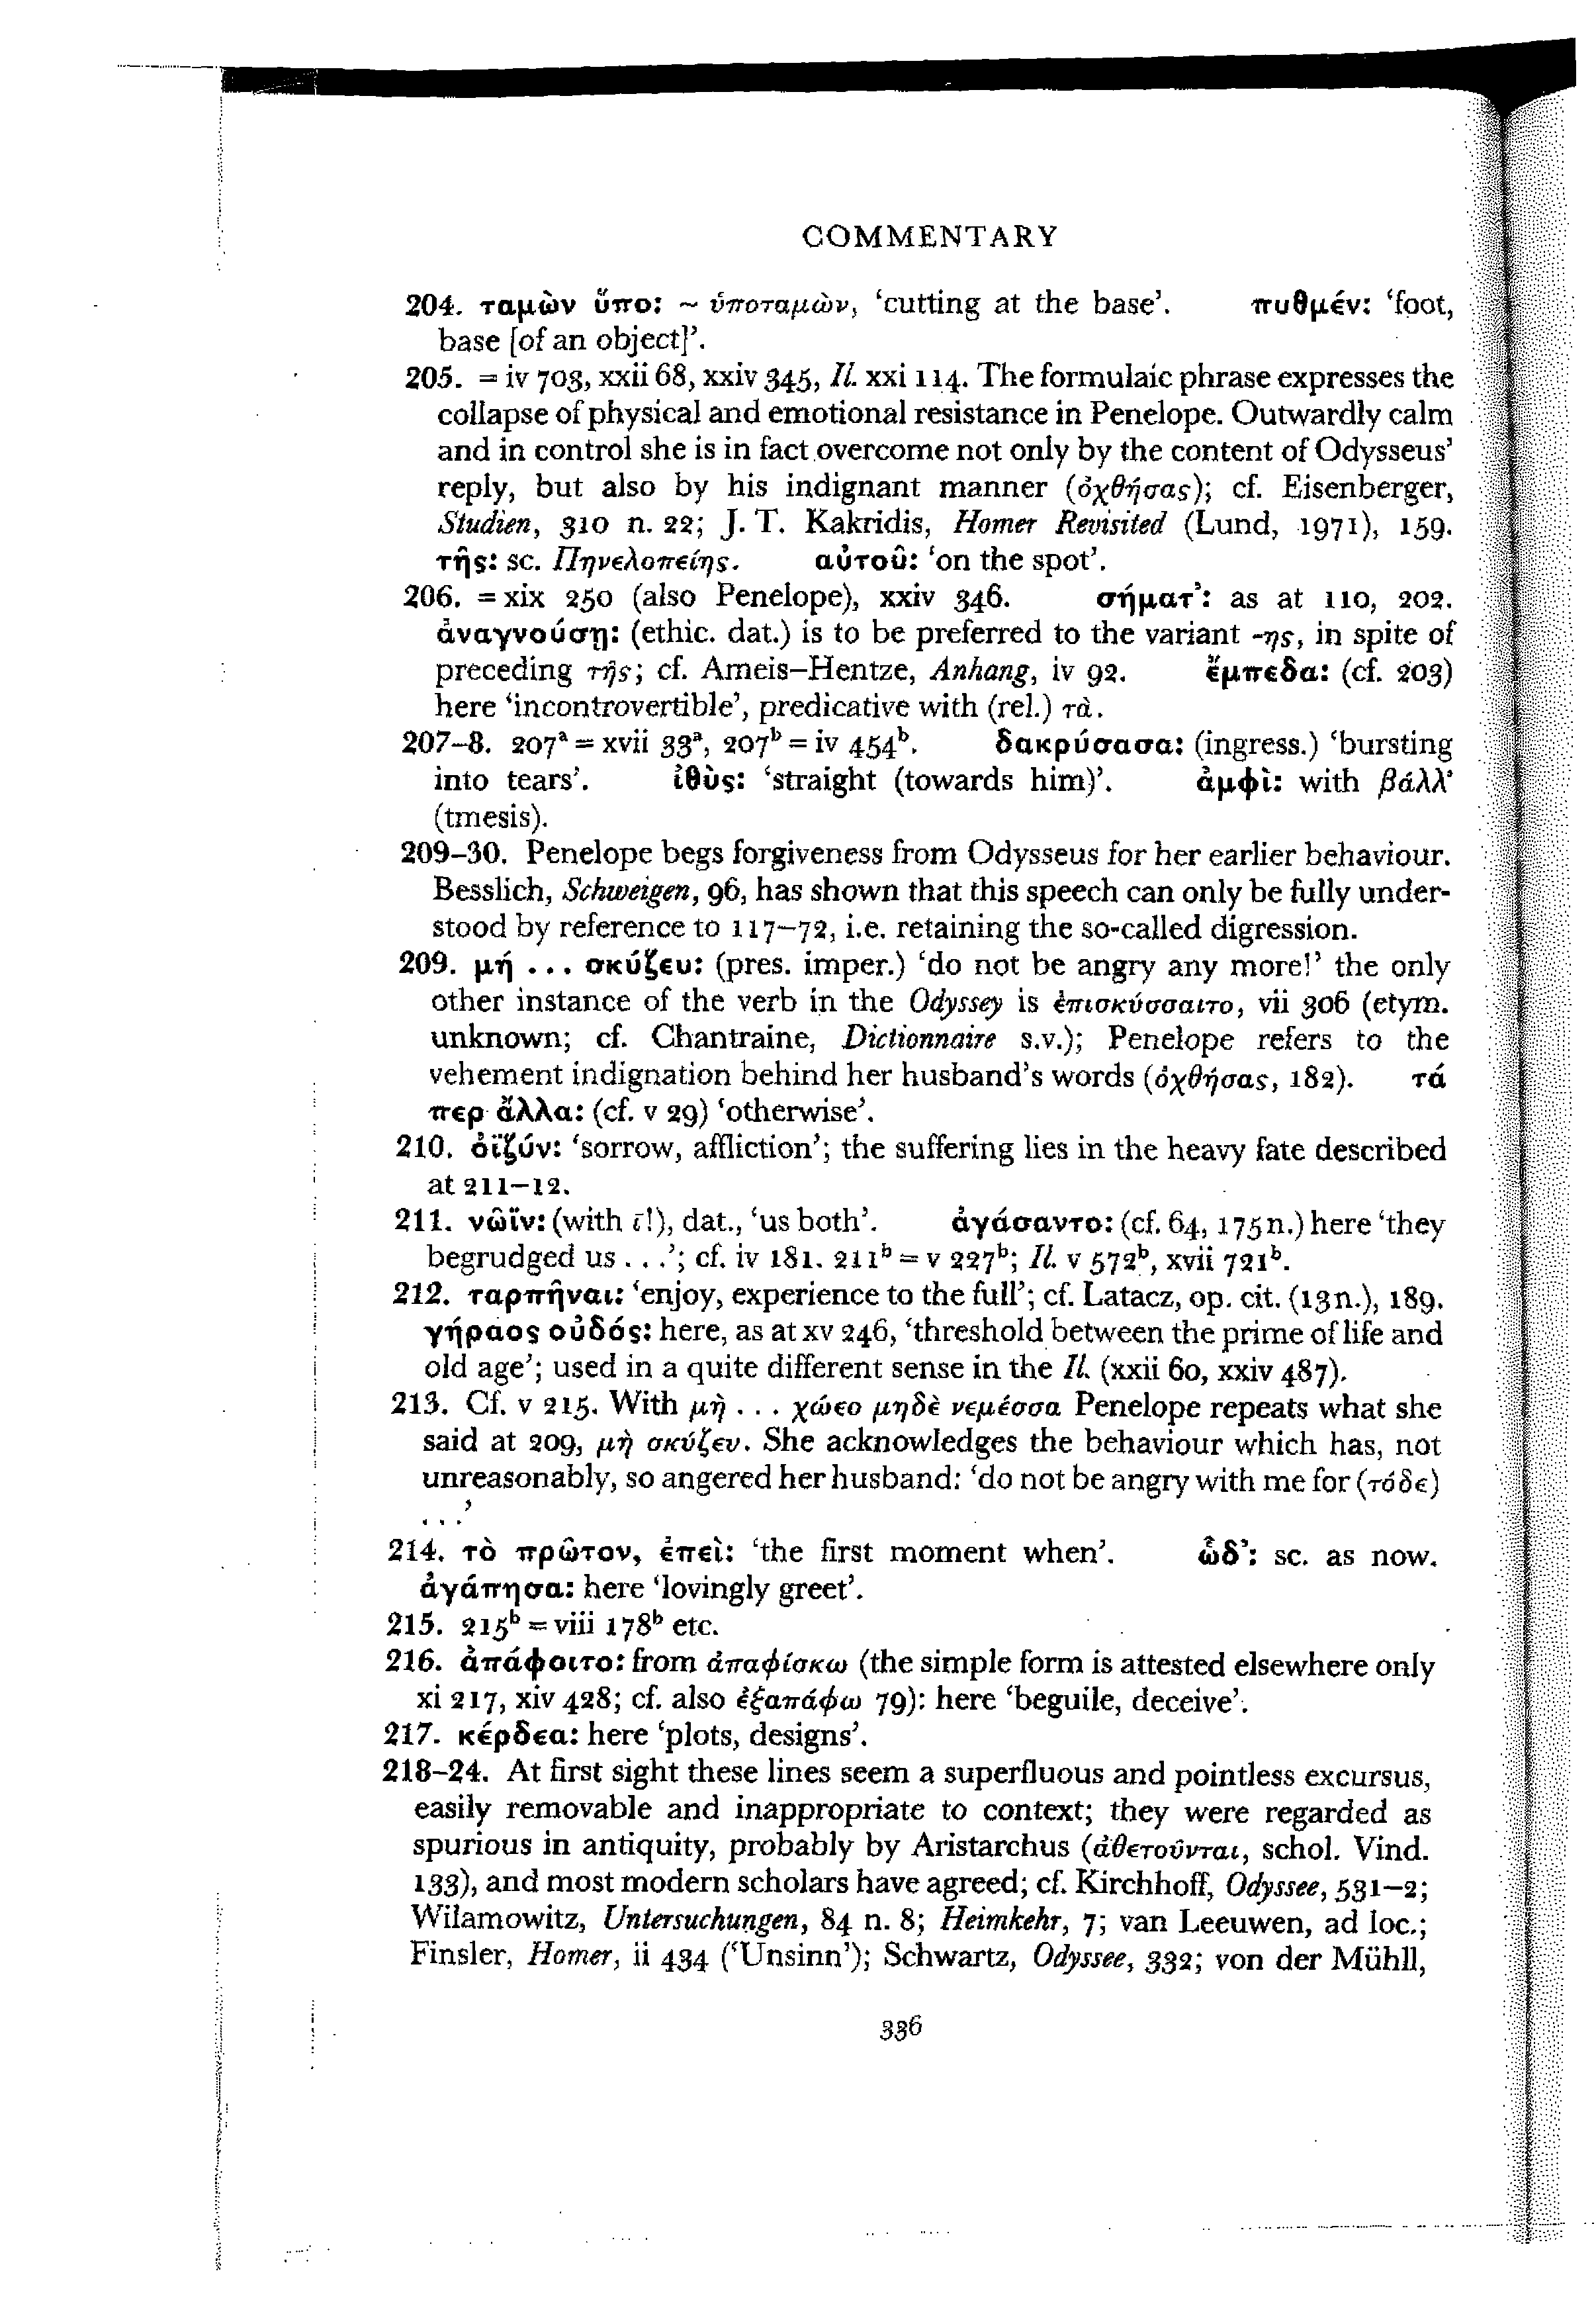 COMMENTARY
204. ταμὼν ὕπο: ~ ὑποταμὼν, ‘cutting at the base’. πυθμέν: ‘foot,
base [of an object]’.
205. = iv 703, xxii 68, xxiv 345, Il. xxi 114. The formulaic phrase expresses the
collapse of physical and emotional resistance in Penelope. Outwardly calm
and in control she is in fact overcome not only by the content of Odysseus’
reply, but also by his indignant manner (ὀχθήσας); cf. Eisenberger,
Studien, 310 n. 22; J. T. Kakridis, Homer Revisited (Lund, 1971), 159.
τῆς: sc. Πηνελοπείης. αὐτοῦ: ‘on the spot’.
206. = xix 250 (also Penelope), xxiv 346. σήματ’: as at 110, 202.
ἀναγνούσῃ: (ethic. dat.) is to be preferred to the variant -ης, in spite of
preceding τῆς; cf. Ameis–Hentze, Anhang, iv 92. ἔμπεδα: (cf. 203)
here ‘incontrovertible’, predicative with (rel.) τὰ.
207–8. 207ᵃ = xvii 33ᵃ, 207ᵇ = iv 454ᵇ. δακρύσασα: (ingress.) ‘bursting
into tears’. ἰθὺς: ‘straight (towards him)’. ἀμφὶ: with βάλλ’
(tmesis).
209–30. Penelope begs forgiveness from Odysseus for her earlier behaviour.
Besslich, Schweigen, 96, has shown that this speech can only be fully under-
stood by reference to 117–72, i.e. retaining the so-called digression.
209. μή . . . σκύζευ: (pres. imper.) ‘do not be angry any more!’ the only
other instance of the verb in the Odyssey is ἐπισκύσσαιτο, vii 306 (etym.
unknown; cf. Chantraine, Dictionnaire s.v.); Penelope refers to the
vehement indignation behind her husband’s words (ὀχθήσας, 182). τά
περ ἄλλα: (cf. v 29) ‘otherwise’.
210. ὀϊζύν: ‘sorrow, affliction’; the suffering lies in the heavy fate described
at 211–12.
211. νῶϊν: (with ῑ!), dat., ‘us both’. ἀγάσαντο: (cf. 64, 175 n.) here ‘they
begrudged us . . .’; cf. iv 181. 211ᵇ = v 227ᵇ; Il. v 572ᵇ, xvii 721ᵇ.
212. ταρπῆναι: ‘enjoy, experience to the full’; cf. Latacz, op. cit. (13 n.), 189.
γήραος οὐδός: here, as at xv 246, ‘threshold between the prime of life and
old age’; used in a quite different sense in the Il. (xxii 60, xxiv 487).
213. Cf. v 215. With μὴ . . . χώεο μηδὲ νεμέσσα Penelope repeats what she
said at 209, μὴ σκύζευ. She acknowledges the behaviour which has, not
unreasonably, so angered her husband: ‘do not be angry with me for (τόδε)
. . .’
214. τὸ πρῶτον, ἐπεὶ: ‘the first moment when’. ὧδ’: sc. as now.
ἀγάπησα: here ‘lovingly greet’.
215. 215ᵇ = viii 178ᵇ etc.
216. ἀπάφοιτο: from ἀπαφίσκω (the simple form is attested elsewhere only
xi 217, xiv 428; cf. also ἐξαπάφω 79): here ‘beguile, deceive’.
217. κέρδεα: here ‘plots, designs’.
218–24. At first sight these lines seem a superfluous and pointless excursus,
easily removable and inappropriate to context; they were regarded as
spurious in antiquity, probably by Aristarchus (ἀθετοῦνται, schol. Vind.
133), and most modern scholars have agreed; cf. Kirchhoff, Odyssee, 531–2;
Wilamowitz, Untersuchungen, 84 n. 8; Heimkehr, 7; van Leeuwen, ad loc.;
Finsler, Homer, ii 434 (‘Unsinn’); Schwartz, Odyssee, 332; von der Mühll,
336